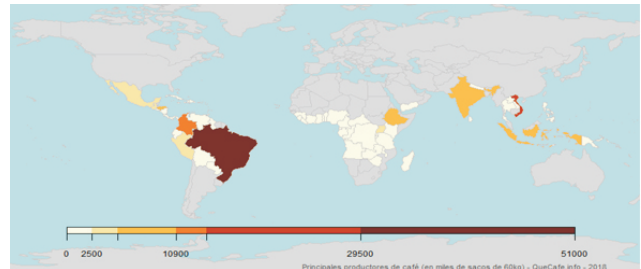 0 2500 10900 29500 51000
Principales productores de café (en miles de sacos de 60kg) - QueCafe.info - 2018